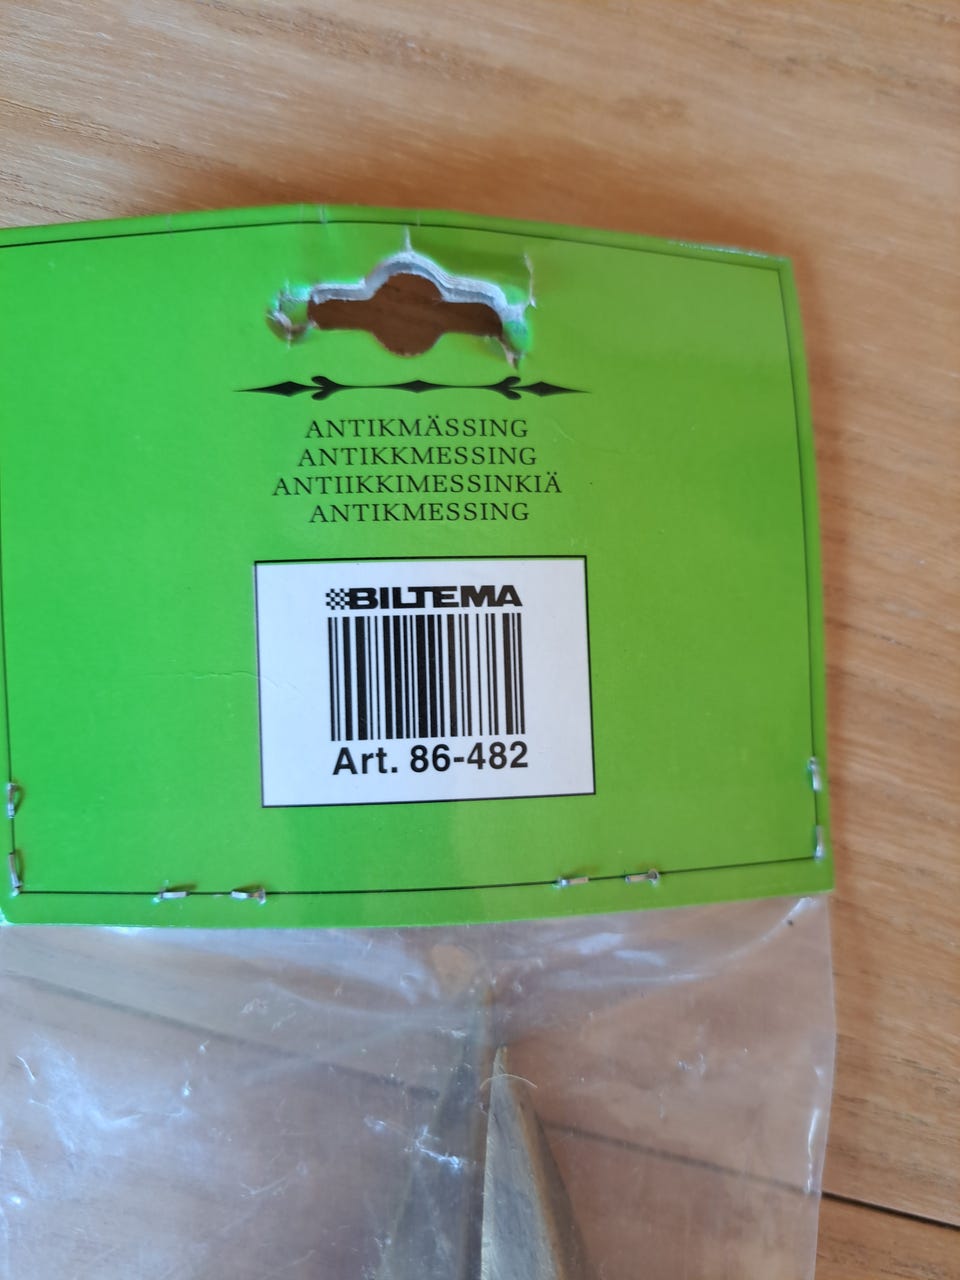 ANTIKMÄSSING
ANTIKKMESSING
ANTIIKKIMESSINKIÄ
ANTIKMESSING
BILTEMA
Art. 86-482